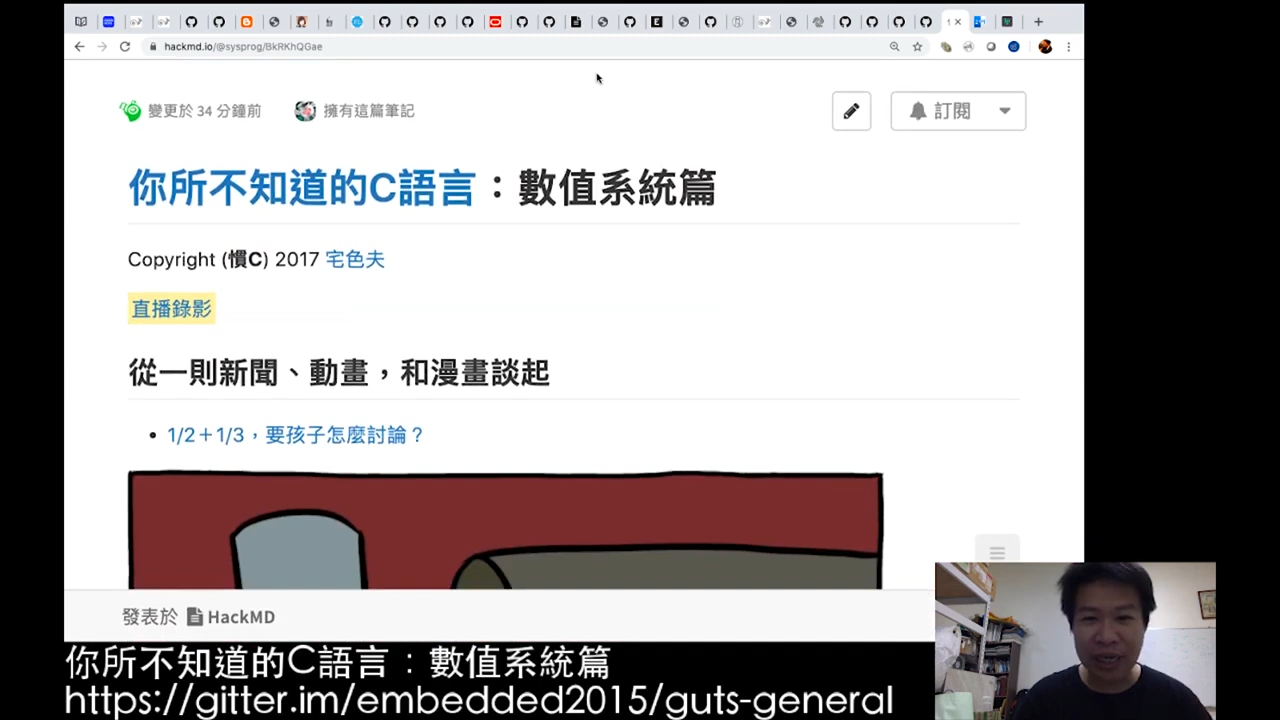 hackmd.io/@sysprog/BkRKhQGae
變更於 34 分鐘前
擁有這篇筆記
訂閱
你所不知道的C語言：數值系統篇
Copyright (慣C) 2017 宅色夫
直播錄影
從一則新聞、動畫，和漫畫談起
1/2＋1/3，要孩子怎麼討論？
發表於 HackMD
你所不知道的C語言：數值系統篇
https://gitter.im/embedded2015/guts-general